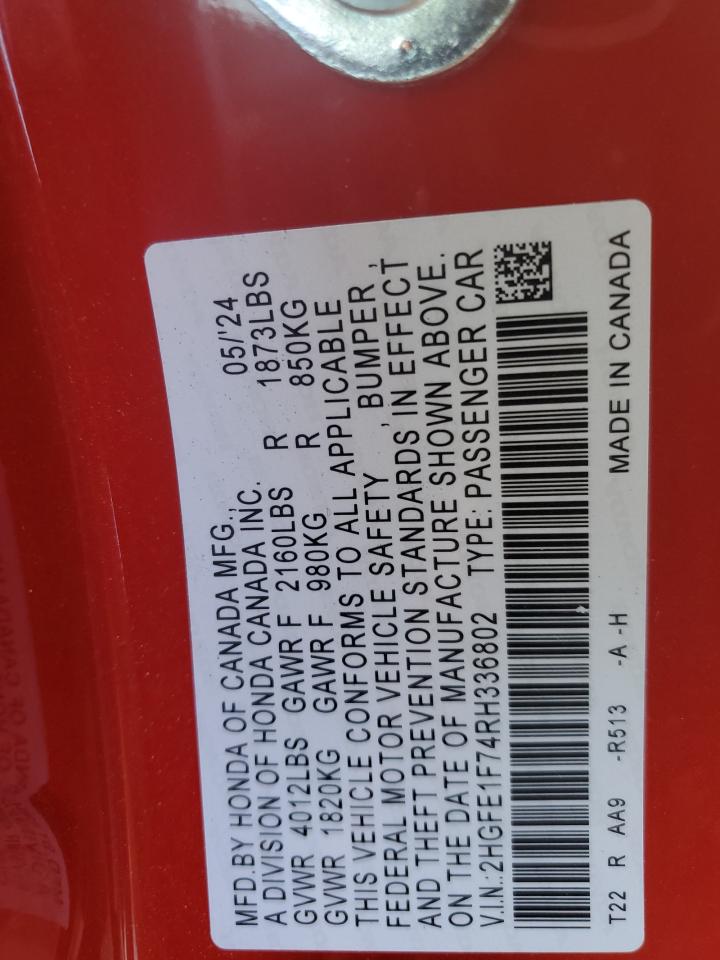 MFD.BY HONDA OF CANADA MFG., 05/'24
A DIVISION OF HONDA CANADA INC.
GVWR 4012LBS GAWR F 2160LBS R 1873LBS
GVWR 1820KG GAWR F 980KG R 850KG
THIS VEHICLE CONFORMS TO ALL APPLICABLE
FEDERAL MOTOR VEHICLE SAFETY , BUMPER ,
AND THEFT PREVENTION STANDARDS IN EFFECT
ON THE DATE OF MANUFACTURE SHOWN ABOVE.
V.I.N.:2HGFE1F74RH336802 TYPE: PASSENGER CAR
T22 R AA9 -R513 -A -H MADE IN CANADA